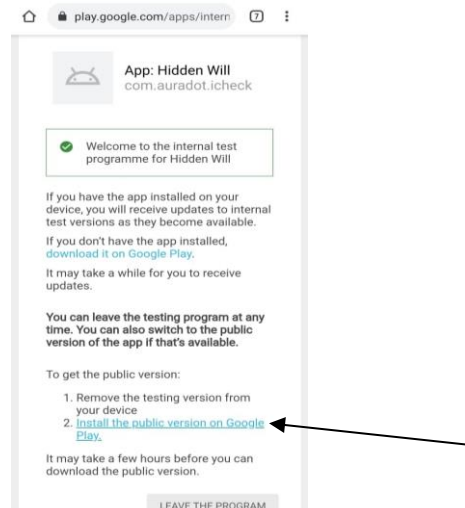 play.google.com/apps/intern
7
App: Hidden Will
com.auradot.icheck
Welcome to the internal test
programme for Hidden Will
If you have the app installed on your
device, you will receive updates to internal
test versions as they become available.
If you don't have the app installed,
download it on Google Play.
It may take a while for you to receive
updates.
You can leave the testing program at any
time. You can also switch to the public
version of the app if that's available.
To get the public version:
1. Remove the testing version from
your device
2. Install the public version on Google
Play.
It may take a few hours before you can
download the public version.
LEAVE THE PROGRAM